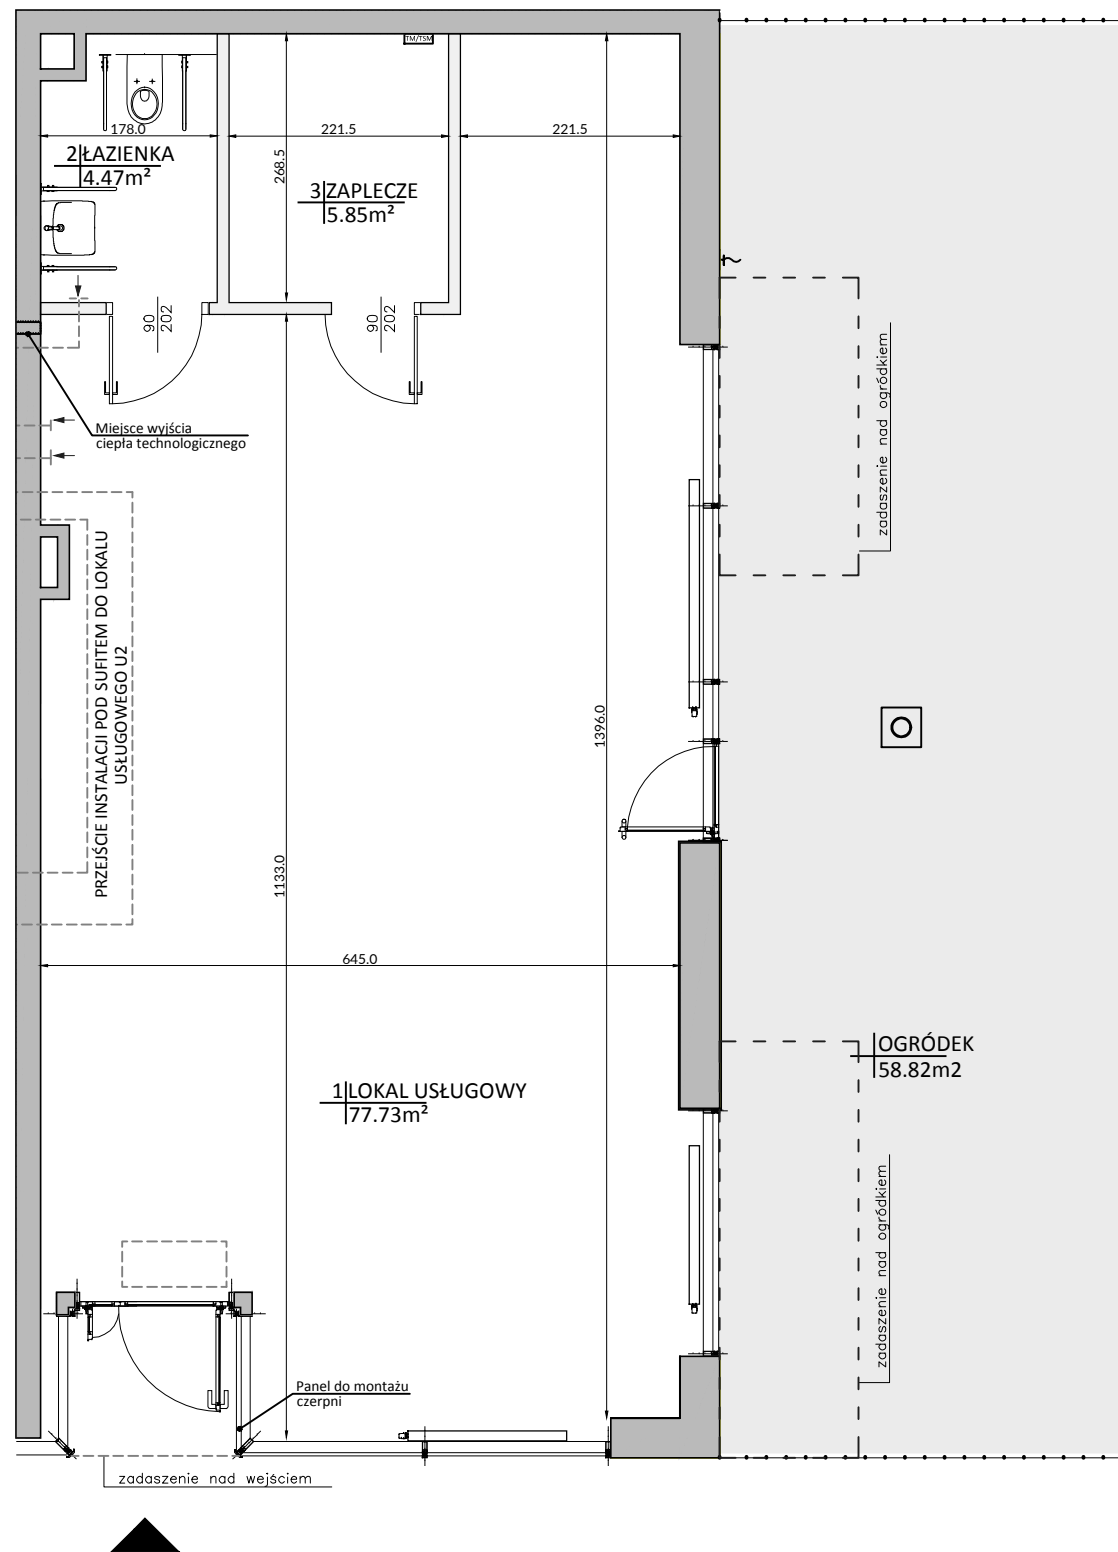 TM/TSM
178.0
221.5
221.5
2 ŁAZIENKA
4.47m²
268.5
3 ZAPLECZE
5.85m²
90
202
90
202
zadaszenie nad ogródkiem
Miejsce wyjścia
ciepła technologicznego
PRZEJŚCIE INSTALACJI POD SUFITEM DO LOKALU
USŁUGOWEGO U2
1396.0
1133.0
645.0
OGRÓDEK
58.82m2
1 LOKAL USŁUGOWY
77.73m²
zadaszenie nad ogródkiem
Panel do montażu
czerpni
zadaszenie nad wejściem